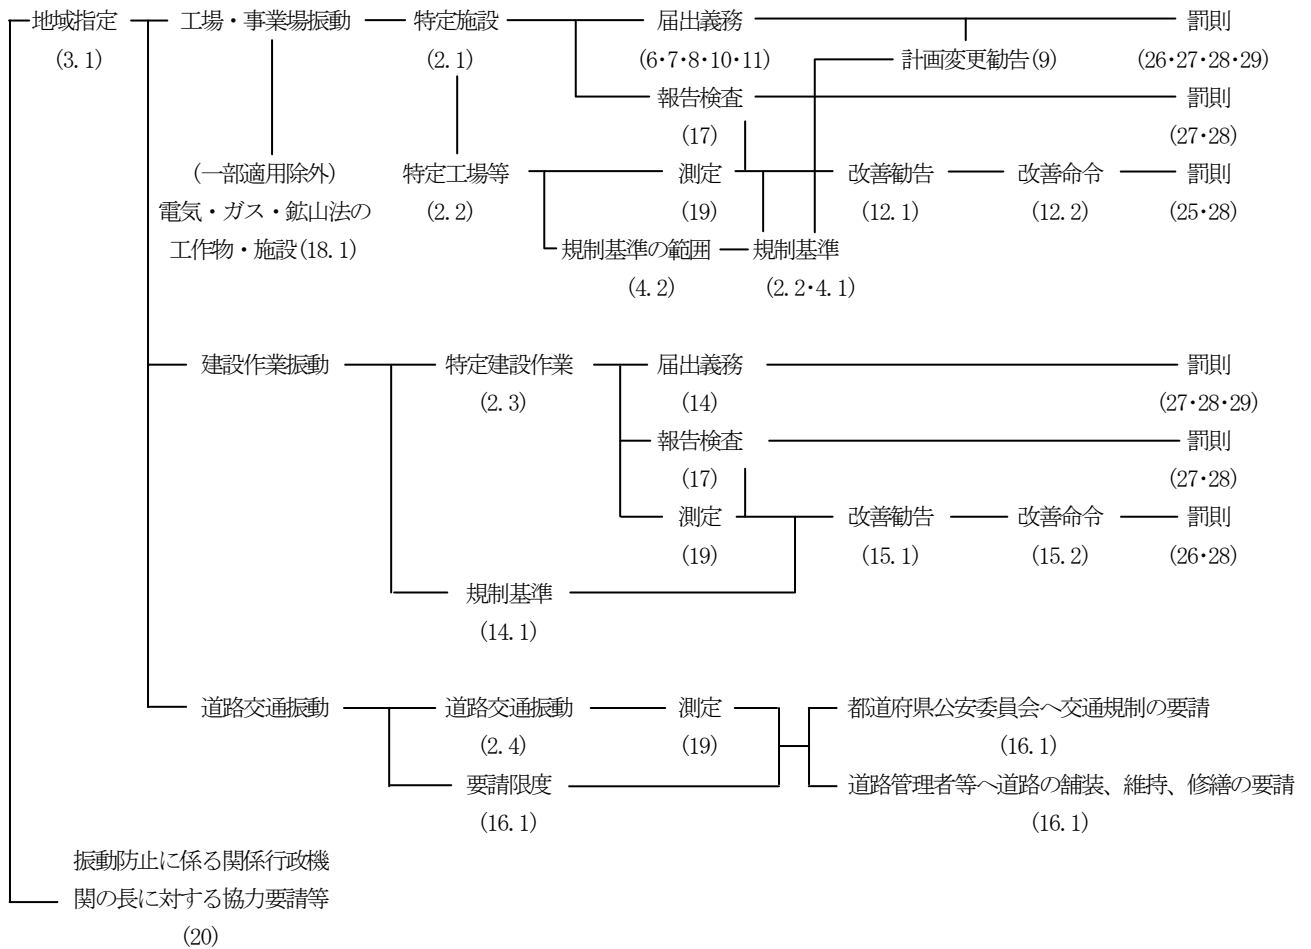 地域指定 工場・事業場振動 特定施設 届出義務 罰則
(3.1) (2.1) (6・7・8・10・11) 計画変更勧告(9) (26・27・28・29)
報告検査 罰則
(17) (27・28)
(一部適用除外) 特定工場等 測定 改善勧告 改善命令 罰則
電気・ガス・鉱山法の (2.2) (19) (12.1) (12.2) (25・28)
工作物・施設(18.1) 規制基準の範囲 規制基準
(4.2) (2.2・4.1)
建設作業振動 特定建設作業 届出義務 罰則
(2.3) (14) (27・28・29)
報告検査 罰則
(17) (27・28)
測定 改善勧告 改善命令 罰則
(19) (15.1) (15.2) (26・28)
規制基準
(14.1)
道路交通振動 道路交通振動 測定 都道府県公安委員会へ交通規制の要請
(2.4) (19) (16.1)
要請限度 道路管理者等へ道路の舗装、維持、修繕の要請
(16.1) (16.1)
振動防止に係る関係行政機
関の長に対する協力要請等
(20)